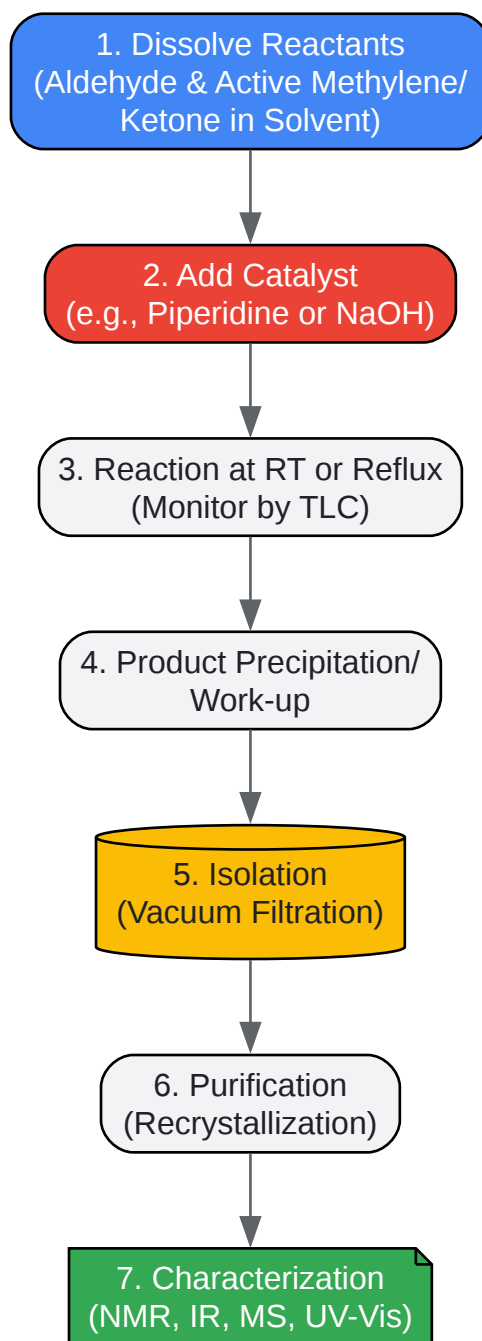 1. Dissolve Reactants
(Aldehyde & Active Methylene/
Ketone in Solvent)
2. Add Catalyst
(e.g., Piperidine or NaOH)
3. Reaction at RT or Reflux
(Monitor by TLC)
4. Product Precipitation/
Work-up
5. Isolation
(Vacuum Filtration)
6. Purification
(Recrystallization)
7. Characterization
(NMR, IR, MS, UV-Vis)